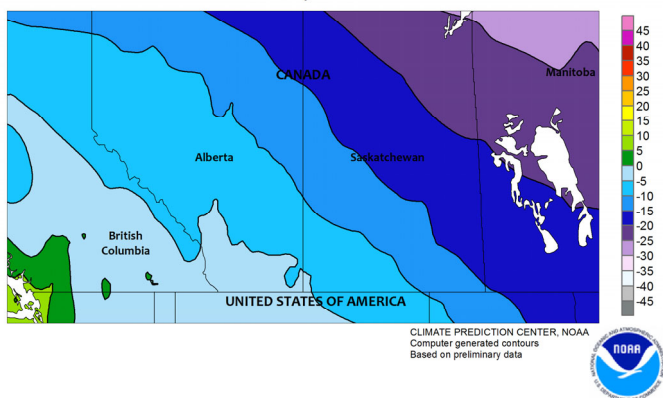 CANADA
Manitoba
Alberta
Saskatchewan
British
Columbia
UNITED STATES OF AMERICA
45
40
35
30
25
20
15
10
5
0
-5
-10
-15
-20
-25
-30
-35
-40
-45
CLIMATE PREDICTION CENTER, NOAA
Computer generated contours
Based on preliminary data
NOAA